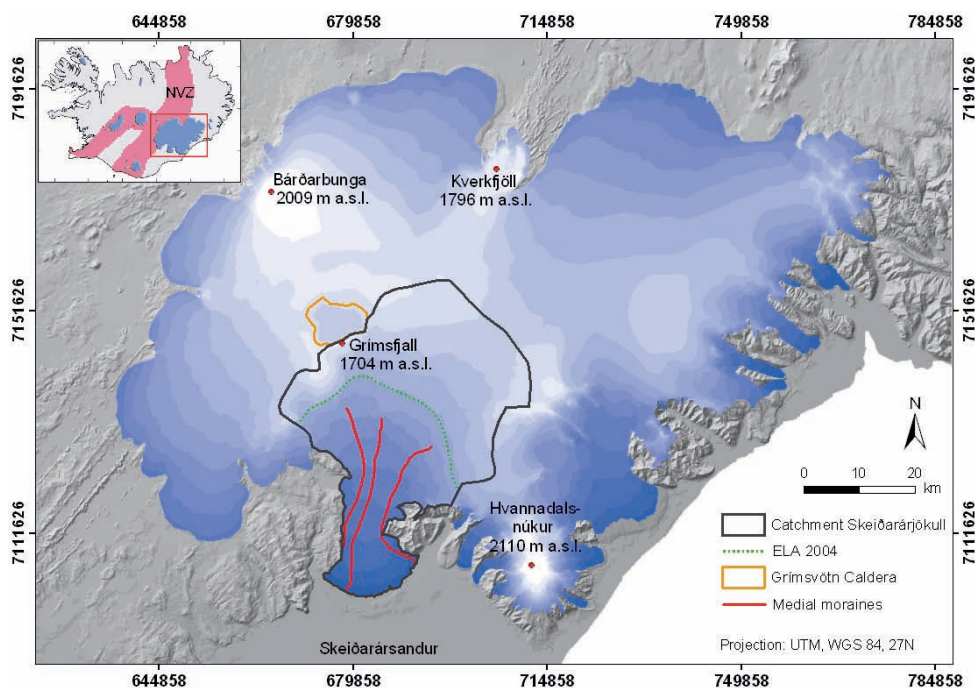 644858 679858 714858 749858 784858
7191626
7191626
NVZ
Bárðarbunga
2009 m a.s.l.
Kverkfjöll
1796 m a.s.l.
7151626
7151626
Grímsfjall
1704 m a.s.l.
N
0 10 20
km
Hvannadals-
núkur
2110 m a.s.l.
7111626
7111626
Catchment Skeiðarárjökull
ELA 2004
Grímsvötn Caldera
Medial moraines
Skeiðarársandur
Projection: UTM, WGS 84, 27N
644858 679858 714858 749858 784858